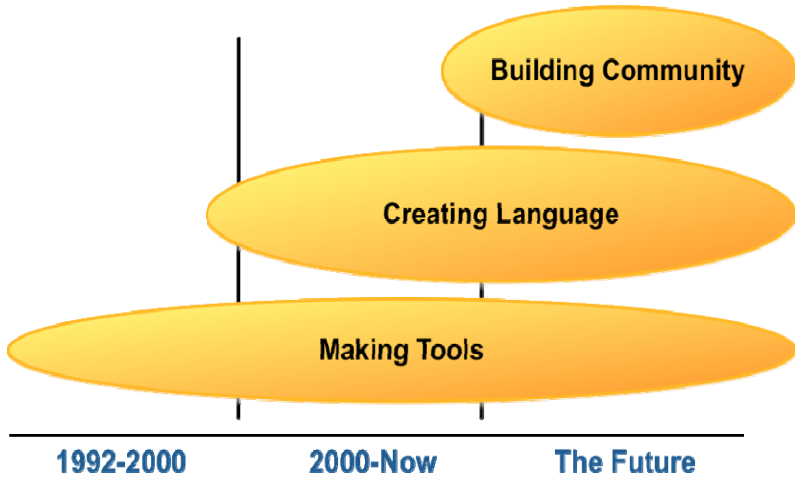 Building Community
Creating Language
Making Tools
1992-2000
2000-Now
The Future